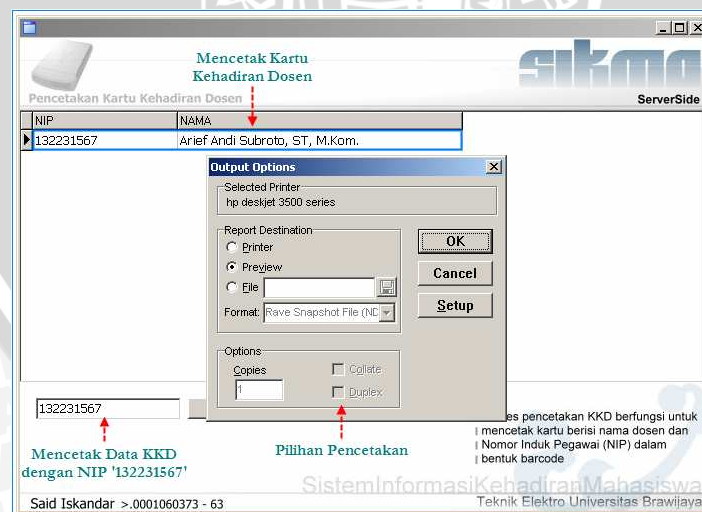 Mencetak Kartu
Kehadiran Dosen
sikma
Pencetakan Kartu Kehadiran Dosen
ServerSide
NIP NAMA
132231567 Arief Andi Subroto, ST, M.Kom.
Output Options
Selected Printer
hp deskjet 3500 series
Report Destination
Printer
Preview
File
Format: Rave Snapshot File (ND
OK
Cancel
Setup
Options
Copies
1
Collate
Duplex
132231567
es pencetakan KKD berfungsi untuk
mencetak kartu berisi nama dosen dan
Nomor Induk Pegawai (NIP) dalam
bentuk barcode
Mencetak Data KKD
dengan NIP '132231567'
Pilihan Pencetakan
SistemInformasiKehadiranMahasiswa
Said Iskandar >.0001060373 - 63
Teknik Elektro Universitas Brawijaya